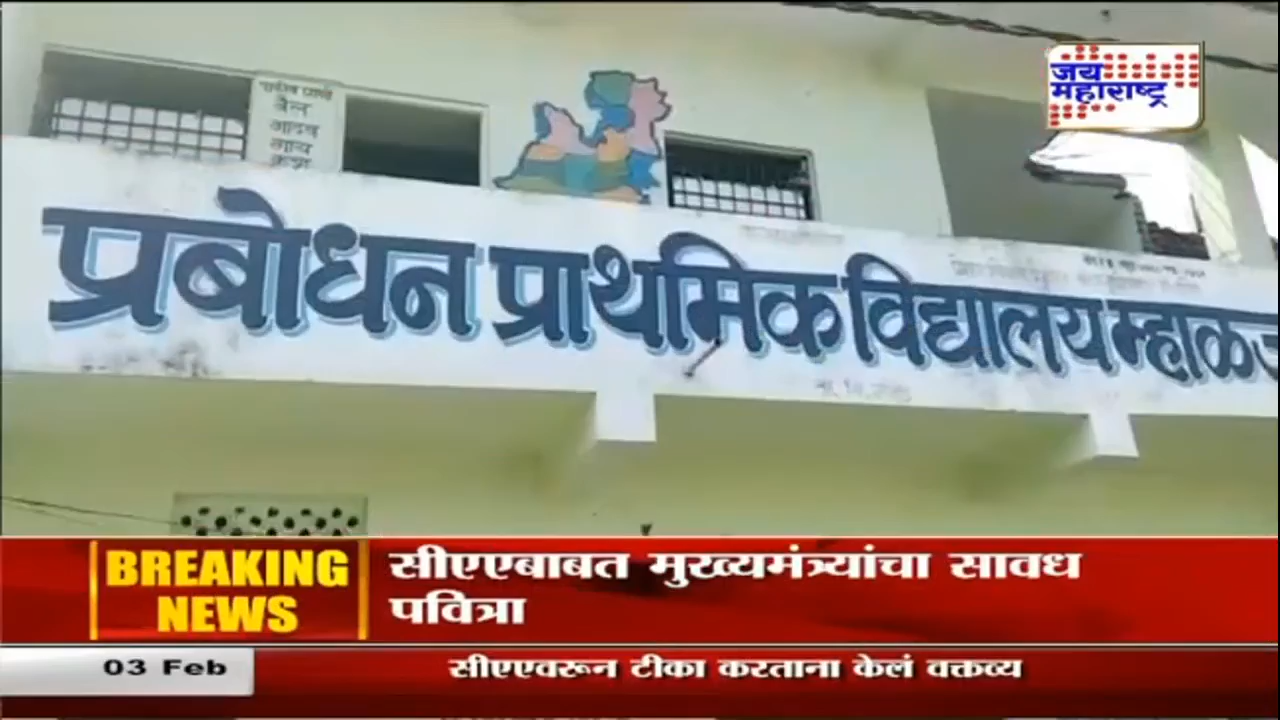 जय
महाराष्ट्र
बैल
गाढव
गाय
प्रबोधन प्राथमिक विद्यालय म्हाळ
BREAKING
NEWS
सीएएबाबत मुख्यमंत्र्यांचा सावध
पवित्रा
03 Feb
सीएएवरून टीका करताना केलं वक्तव्य